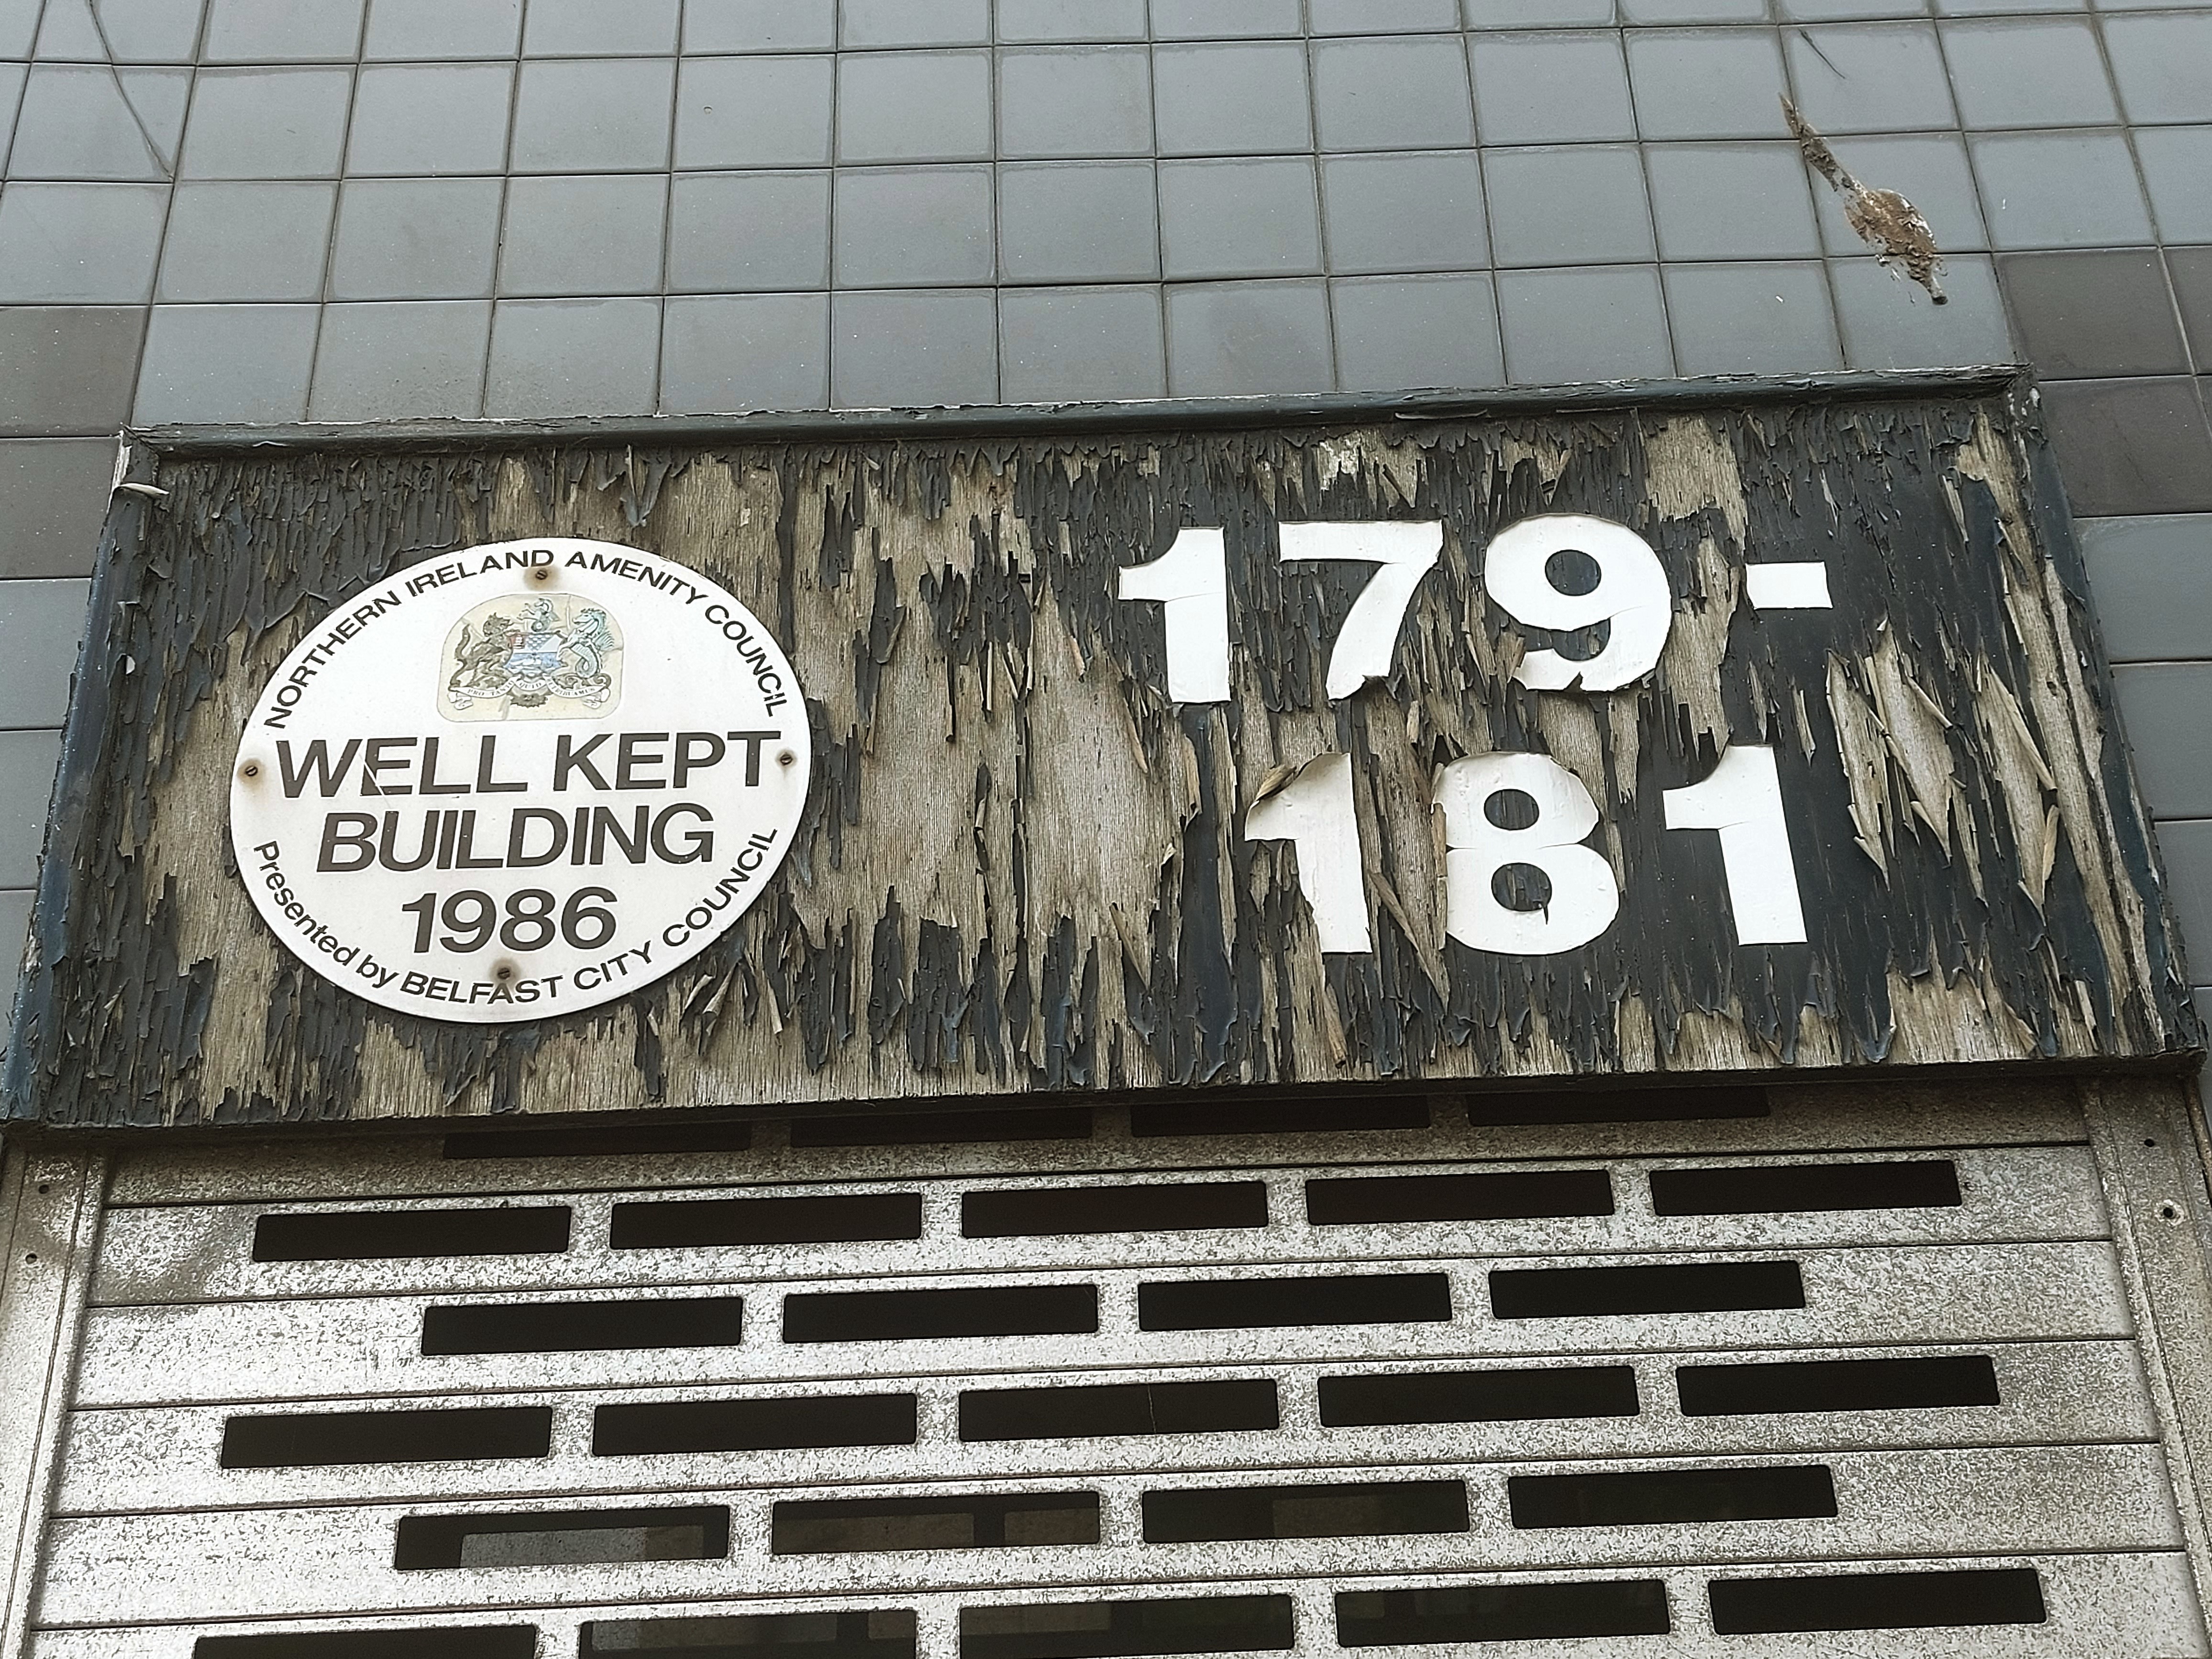 NORTHERN IRELAND AMENITY COUNCIL
WELL KEPT
BUILDING
1986
Presented by BELFAST CITY COUNCIL
179-
181